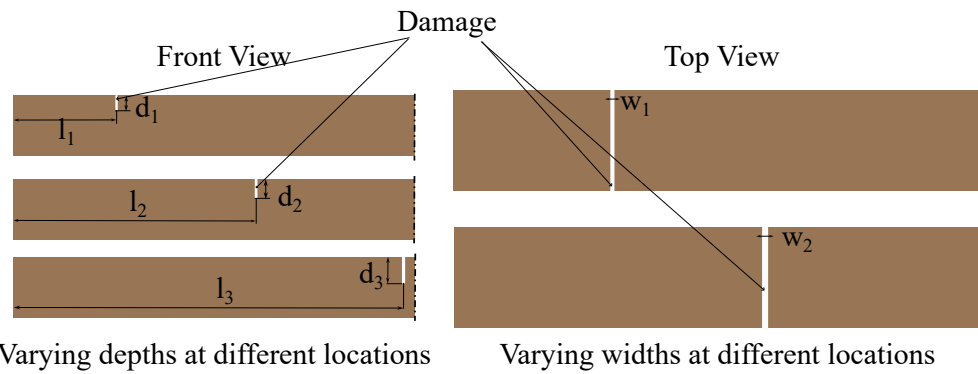 Damage
Front View
Top View
d₁
l₁
d₂
l₂
d₃
l₃
w₁
w₂
Varying depths at different locations
Varying widths at different locations